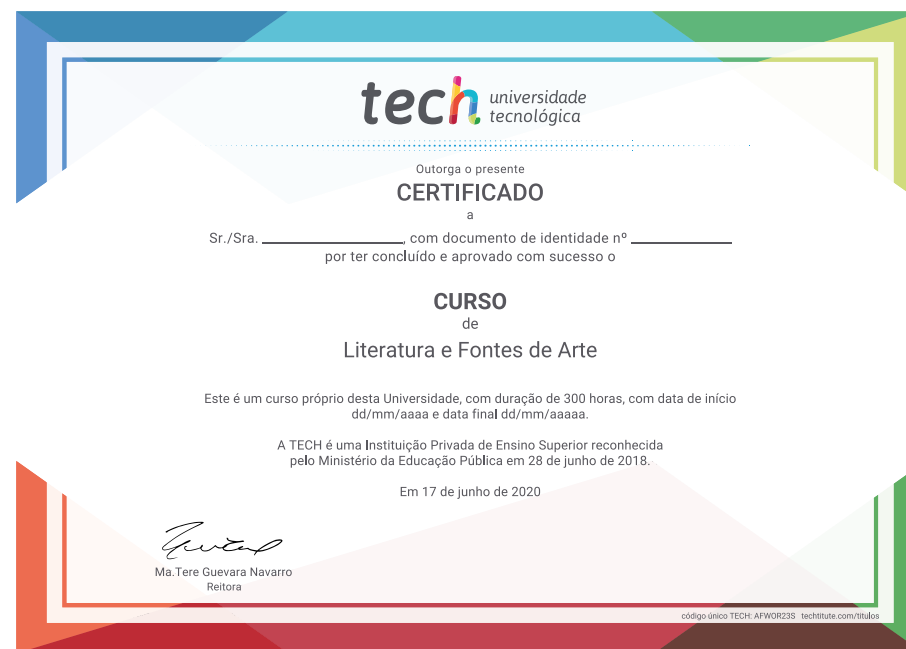 tech universidade
tecnológica
Outorga o presente
CERTIFICADO
a
Sr./Sra. ________________, com documento de identidade nº ____________
por ter concluído e aprovado com sucesso o
CURSO
de
Literatura e Fontes de Arte
Este é um curso próprio desta Universidade, com duração de 300 horas, com data de início
dd/mm/aaaa e data final dd/mm/aaaaa.
A TECH é uma Instituição Privada de Ensino Superior reconhecida
pelo Ministério da Educação Pública em 28 de junho de 2018.
Em 17 de junho de 2020
Ma.Tere Guevara Navarro
Reitora
código único TECH: AFWOR23S techtitute.com/títulos